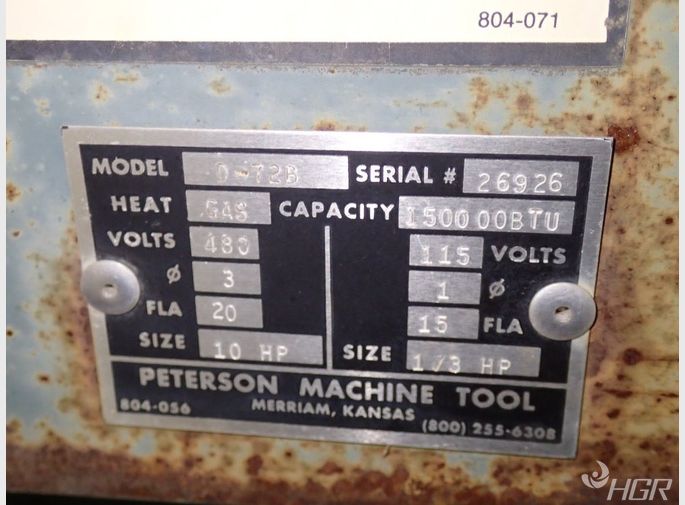 804-071
MODEL D-72B SERIAL # 26926
HEAT GAS CAPACITY 150000BTU
VOLTS 480 115 VOLTS
Ø 3 1 Ø
FLA 20 15 FLA
SIZE 10 HP SIZE 1/3 HP
PETERSON MACHINE TOOL
804-056 MERRIAM, KANSAS (800) 255-6308
HGR